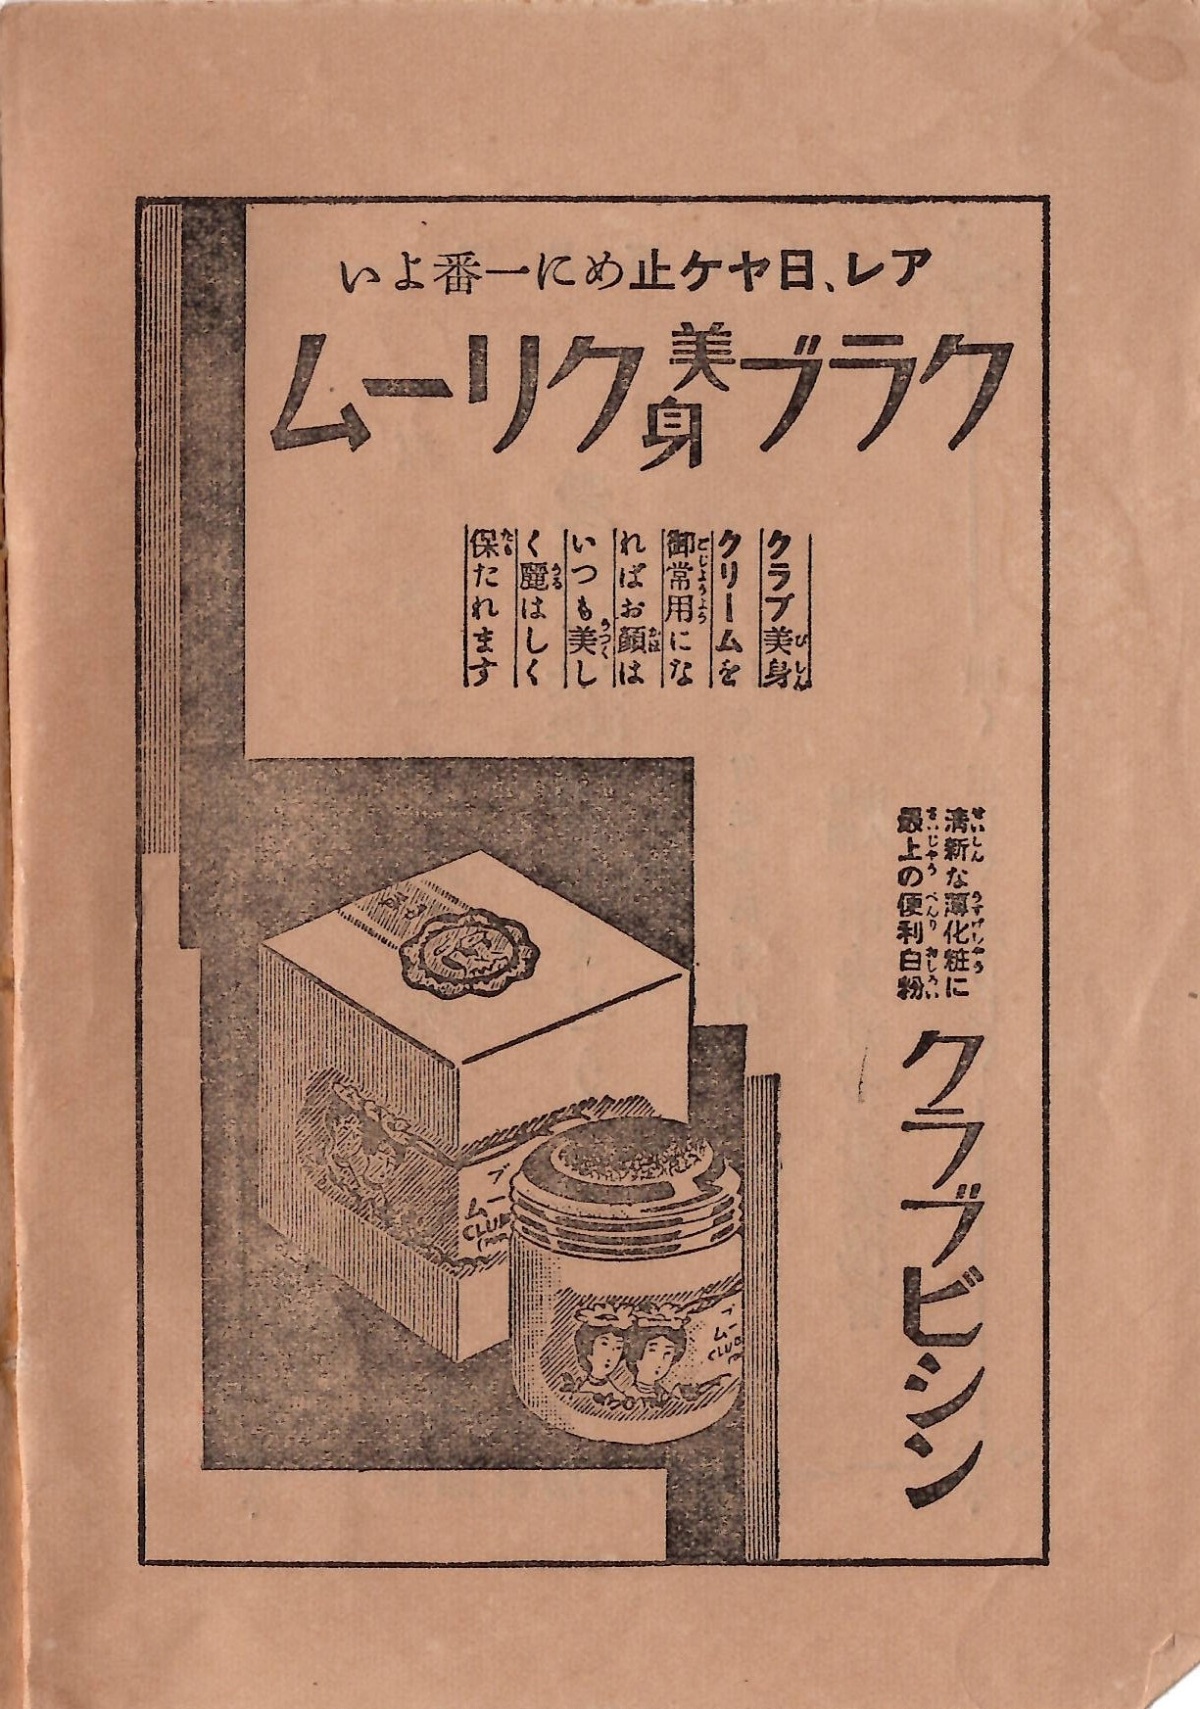 アレ、日ヤケ止めに一番よい
クラブ美身クリーム
クラブ美身
クリームを
御常用にな
ればお顔は
いつも美し
く麗はしく
保たれます
清新な薄化粧に
最上の便利白粉
クラブビシン
ブ
ムー
CLUB
ムー
CLUB